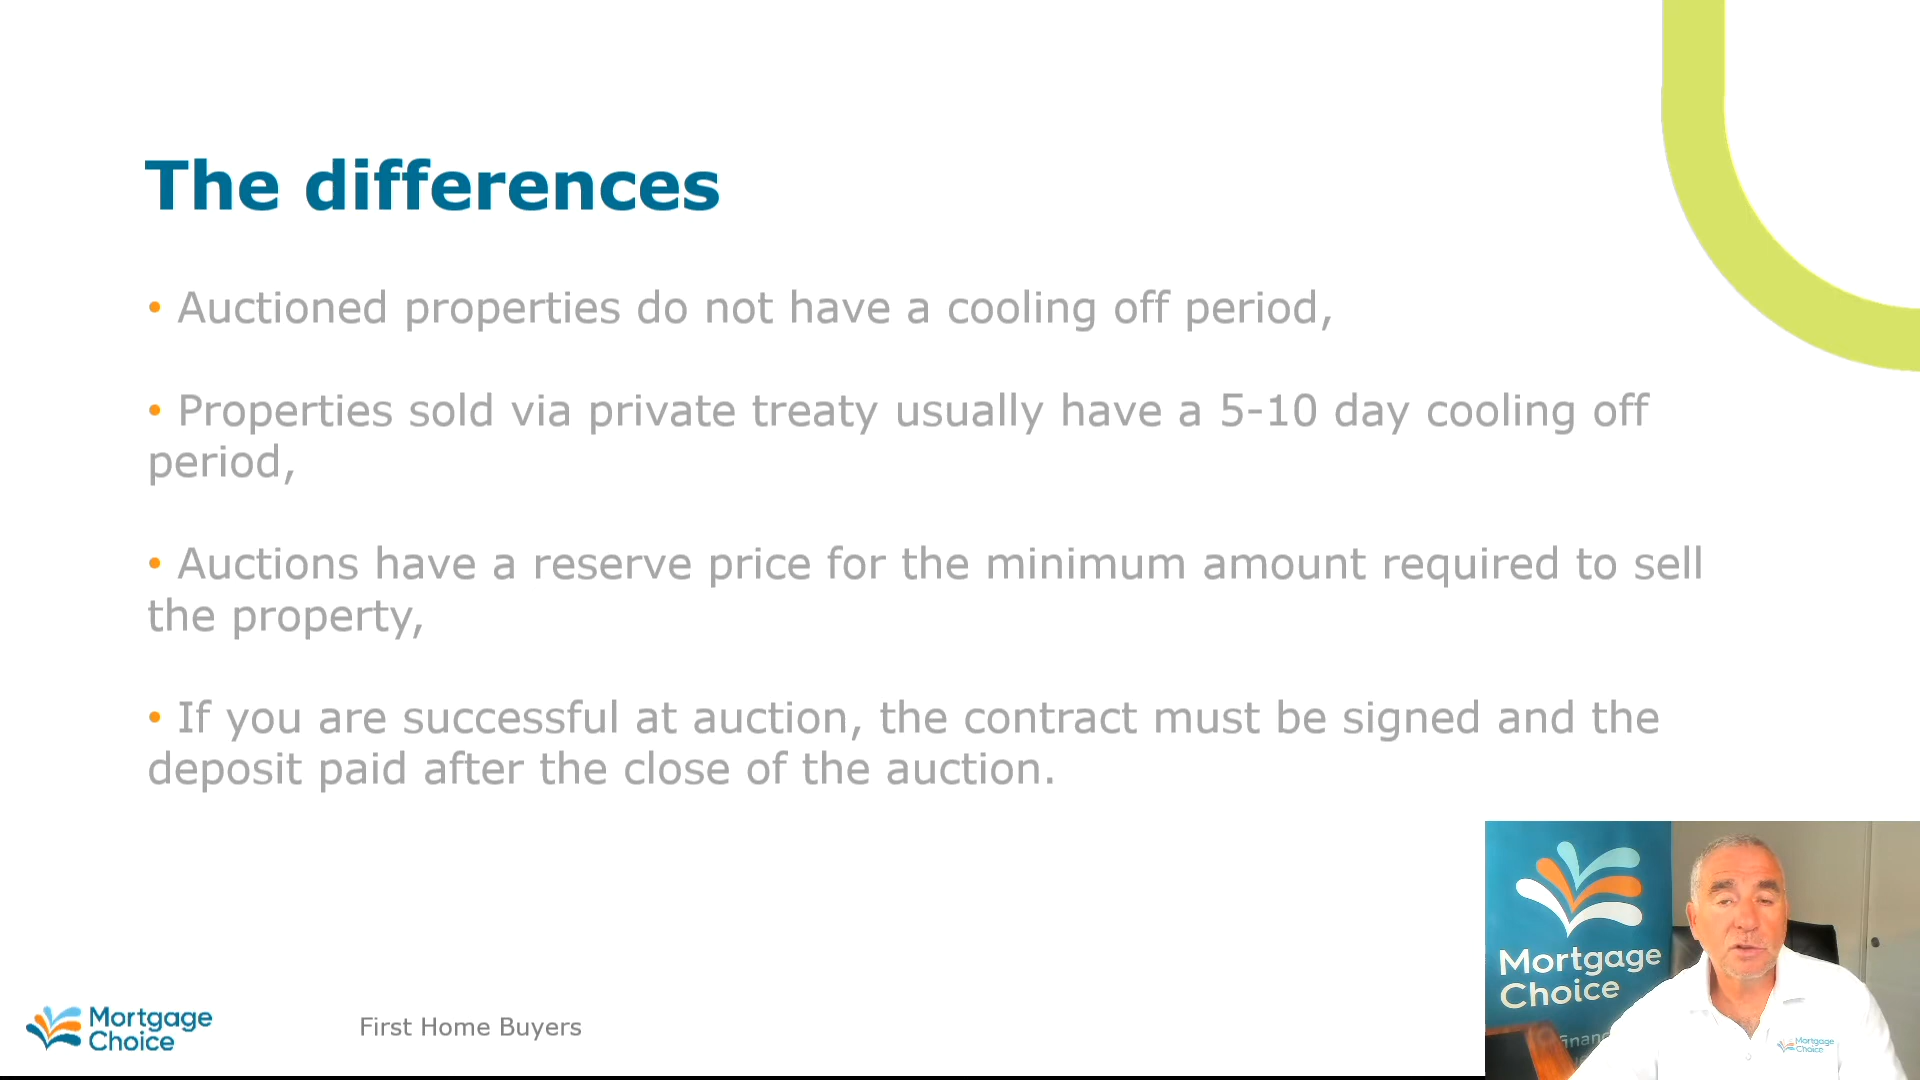 The differences
• Auctioned properties do not have a cooling off period,
• Properties sold via private treaty usually have a 5-10 day cooling off
period,
• Auctions have a reserve price for the minimum amount required to sell
the property,
• If you are successful at auction, the contract must be signed and the
deposit paid after the close of the auction.
Mortgage
Choice
First Home Buyers
Mortgage
Choice
Mortgage
Choice